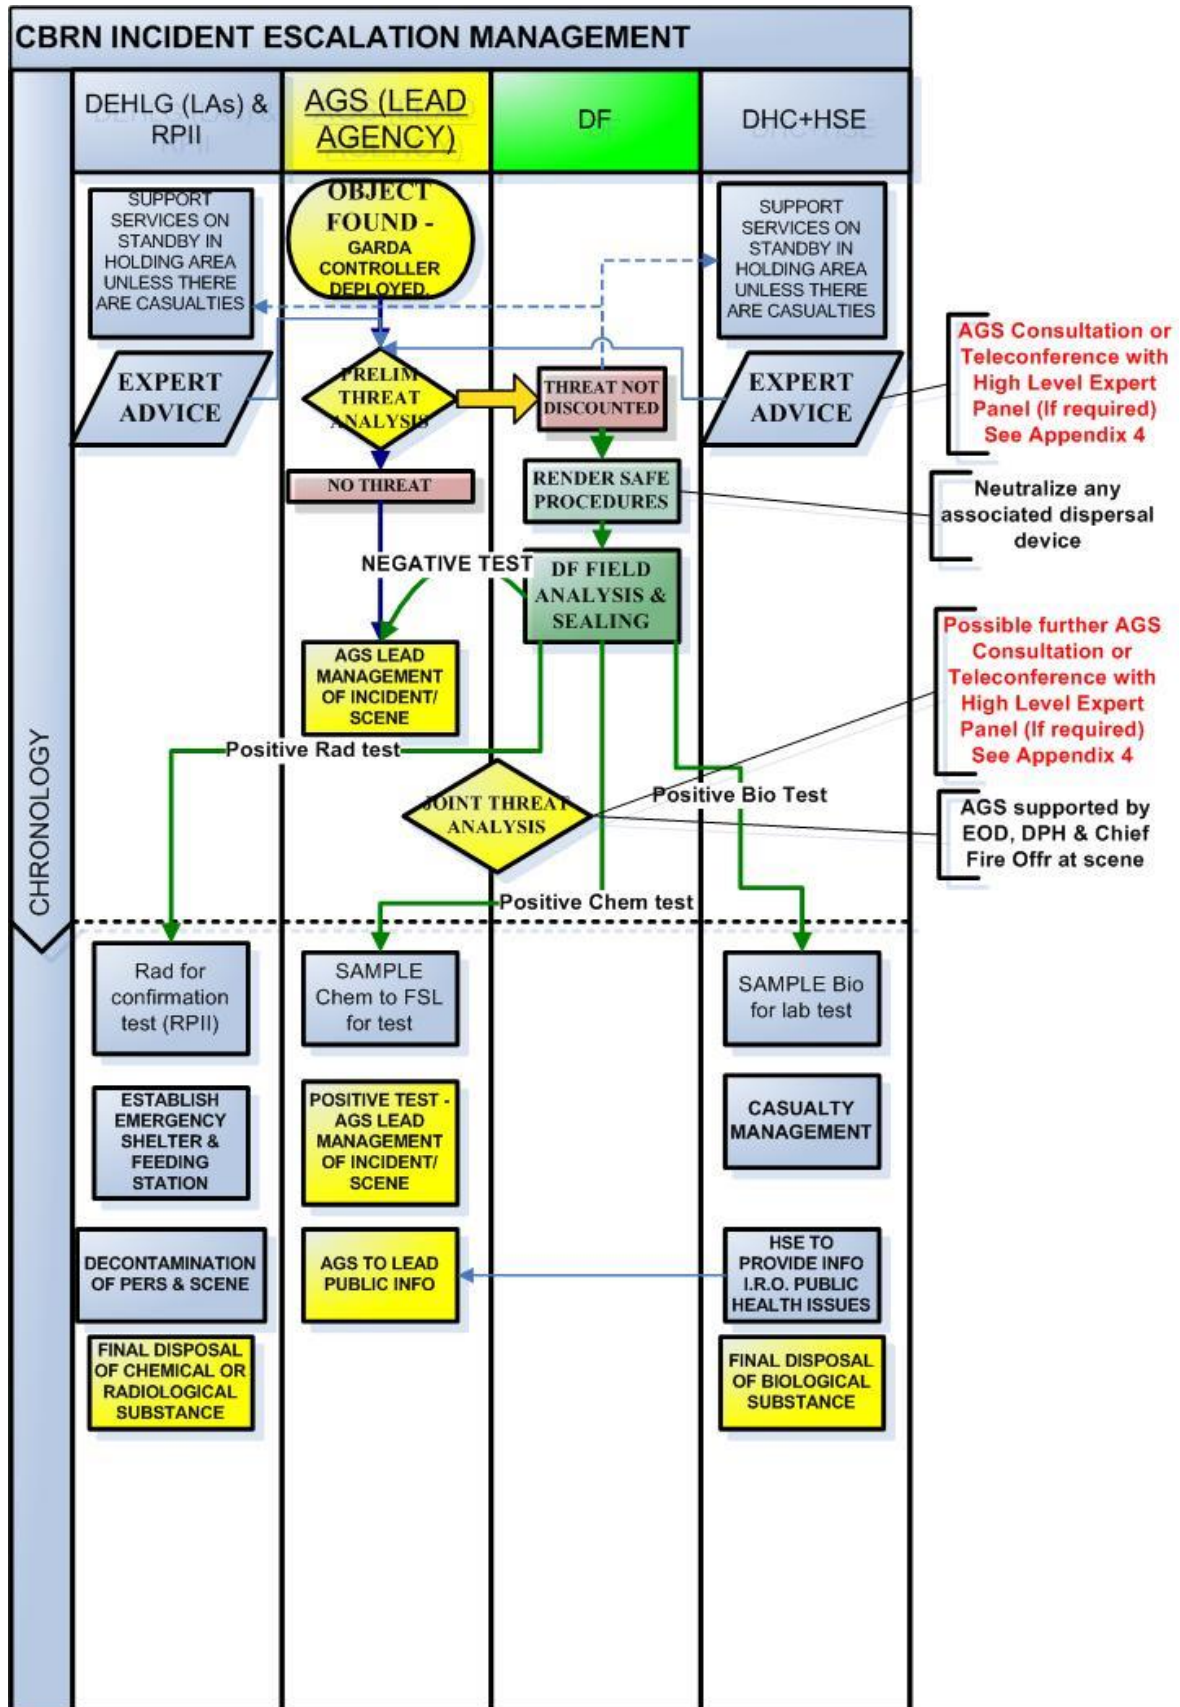 CBRN INCIDENT ESCALATION MANAGEMENT
DEHLG (LAs) &
RPII
AGS (LEAD
AGENCY)
DF
DHC+HSE
CHRONOLOGY
SUPPORT
SERVICES ON
STANDBY IN
HOLDING AREA
UNLESS THERE
ARE CASUALTIES
OBJECT
FOUND -
GARDA
CONTROLLER
DEPLOYED.
SUPPORT
SERVICES ON
STANDBY IN
HOLDING AREA
UNLESS THERE
ARE CASUALTIES
EXPERT
ADVICE
PRELIM
THREAT
ANALYSIS
THREAT NOT
DISCOUNTED
EXPERT
ADVICE
AGS Consultation or
Teleconference with
High Level Expert
Panel (If required)
See Appendix 4
NO THREAT
RENDER SAFE
PROCEDURES
Neutralize any
associated dispersal
device
NEGATIVE TEST
DF FIELD
ANALYSIS &
SEALING
AGS LEAD
MANAGEMENT
OF INCIDENT/
SCENE
Possible further AGS
Consultation or
Teleconference with
High Level Expert
Panel (If required)
See Appendix 4
Positive Rad test
JOINT THREAT
ANALYSIS
Positive Bio Test
AGS supported by
EOD, DPH & Chief
Fire Offr at scene
Positive Chem test
Rad for
confirmation
test (RPII)
SAMPLE
Chem to FSL
for test
SAMPLE Bio
for lab test
ESTABLISH
EMERGENCY
SHELTER &
FEEDING
STATION
POSITIVE TEST -
AGS LEAD
MANAGEMENT
OF INCIDENT/
SCENE
CASUALTY
MANAGEMENT
DECONTAMINATION
OF PERS & SCENE
AGS TO LEAD
PUBLIC INFO
HSE TO
PROVIDE INFO
I.R.O. PUBLIC
HEALTH ISSUES
FINAL DISPOSAL
OF CHEMICAL OR
RADIOLOGICAL
SUBSTANCE
FINAL DISPOSAL
OF BIOLOGICAL
SUBSTANCE